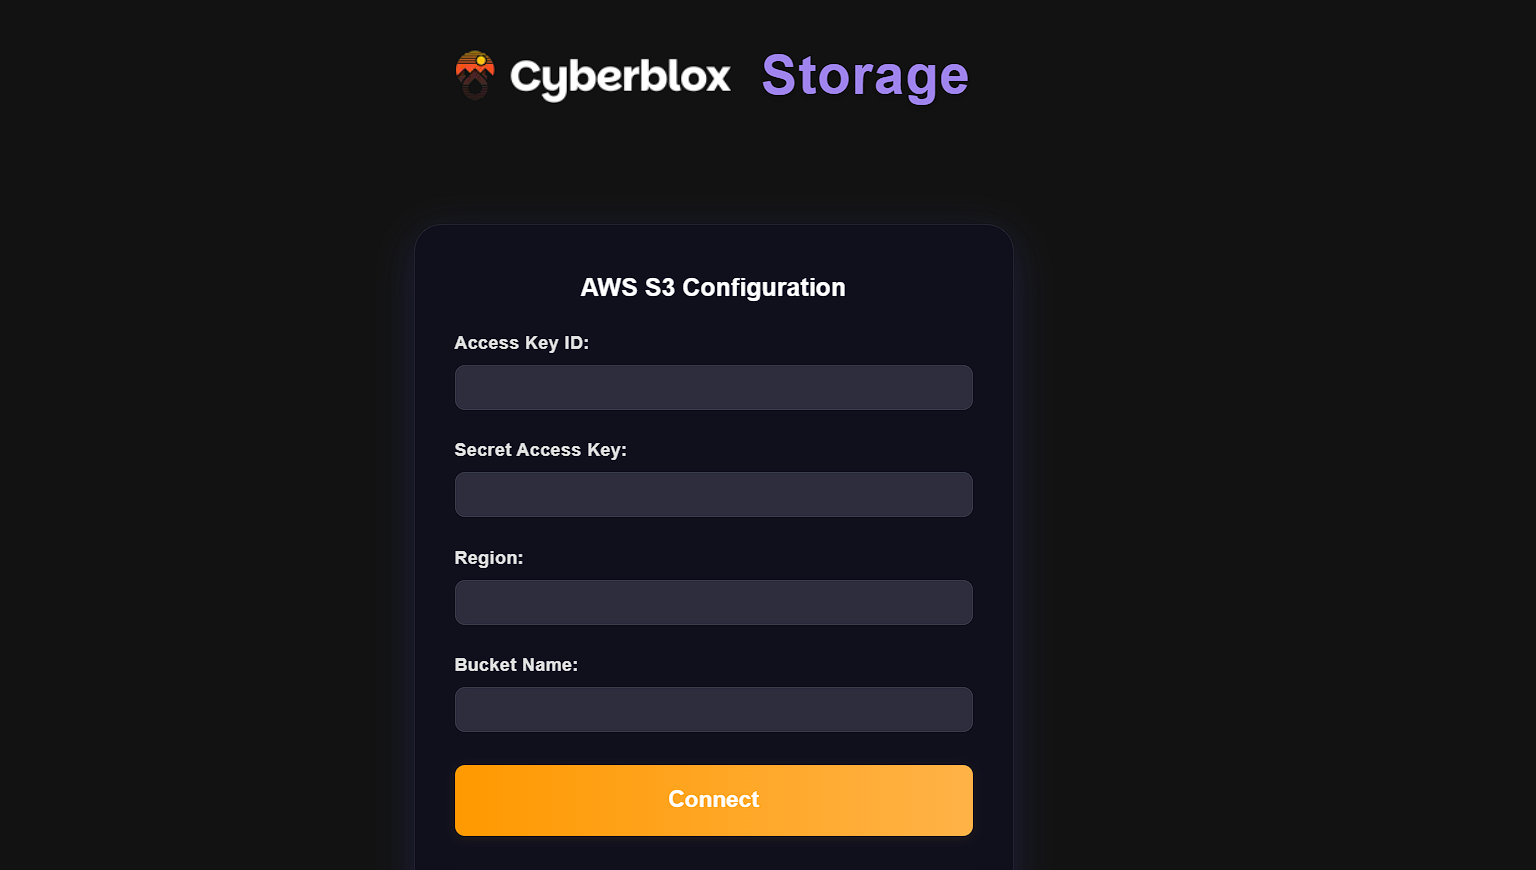 Cyberblox Storage
AWS S3 Configuration
Access Key ID:
Secret Access Key:
Region:
Bucket Name:
Connect